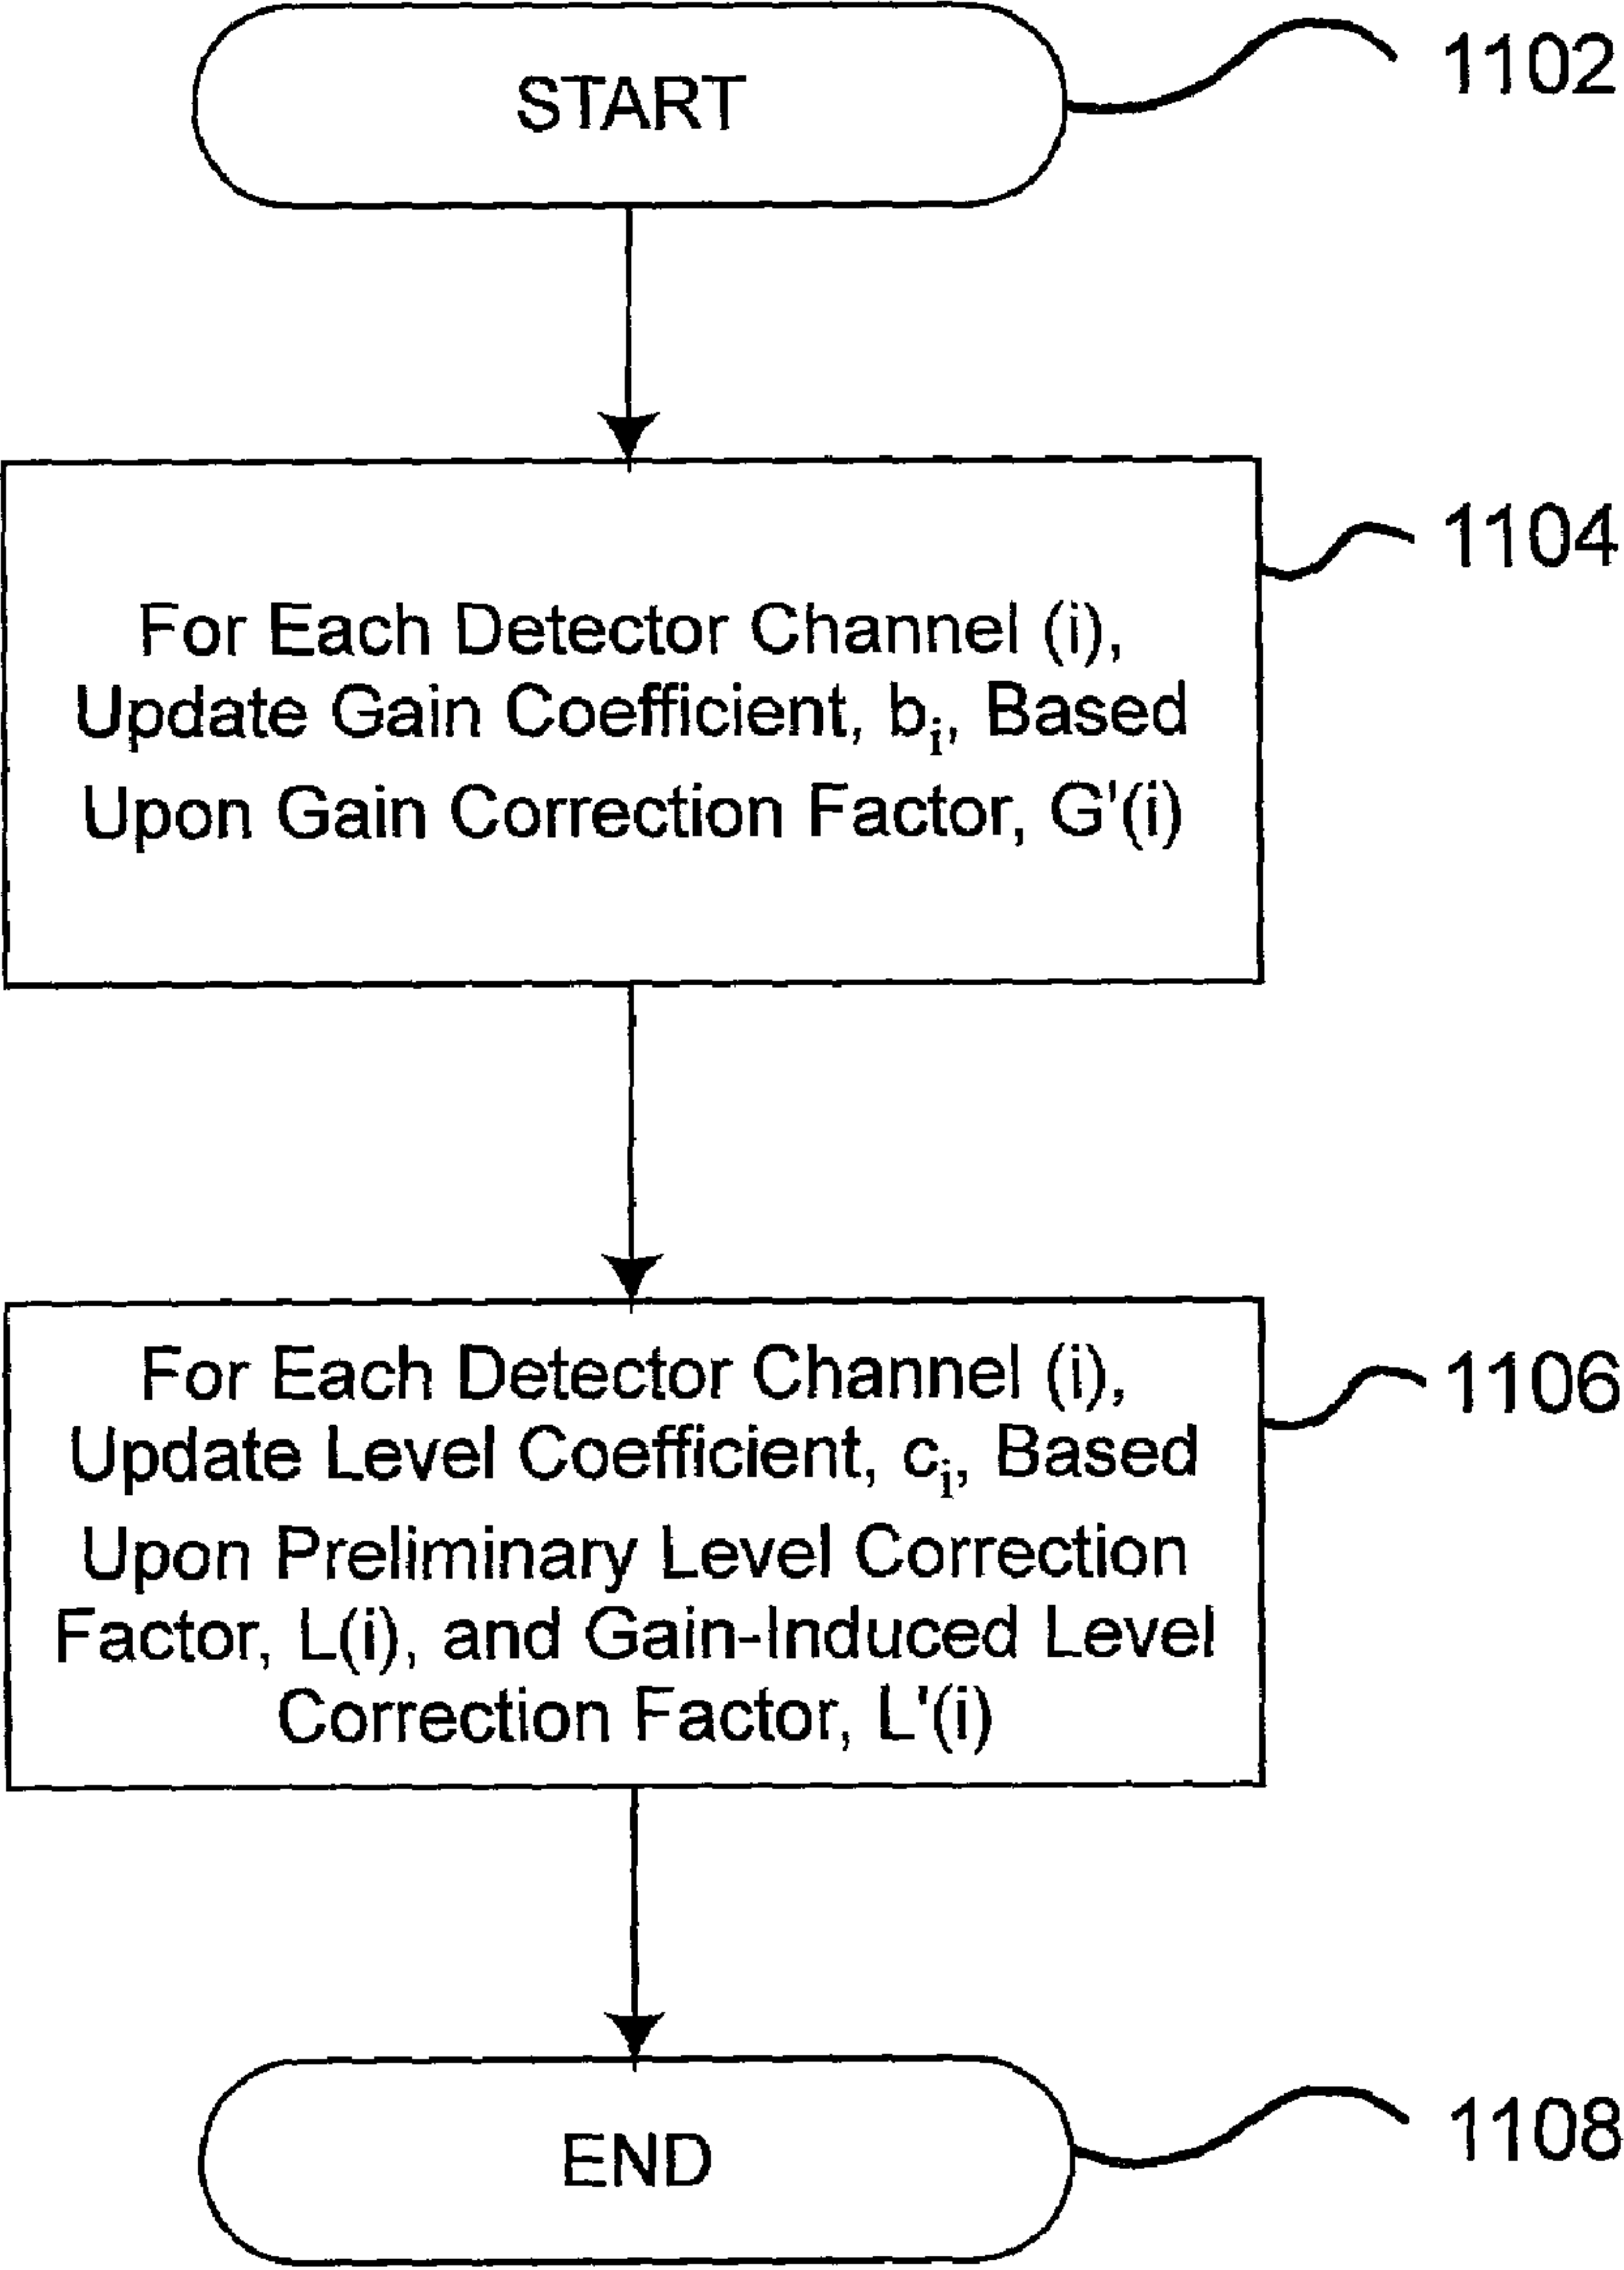 START
1102
1104
For Each Detector Channel (i),
Update Gain Coefficient, bᵢ, Based
Upon Gain Correction Factor, G'(i)
1106
For Each Detector Channel (i),
Update Level Coefficient, cᵢ, Based
Upon Preliminary Level Correction
Factor, L(i), and Gain-Induced Level
Correction Factor, L'(i)
END
1108